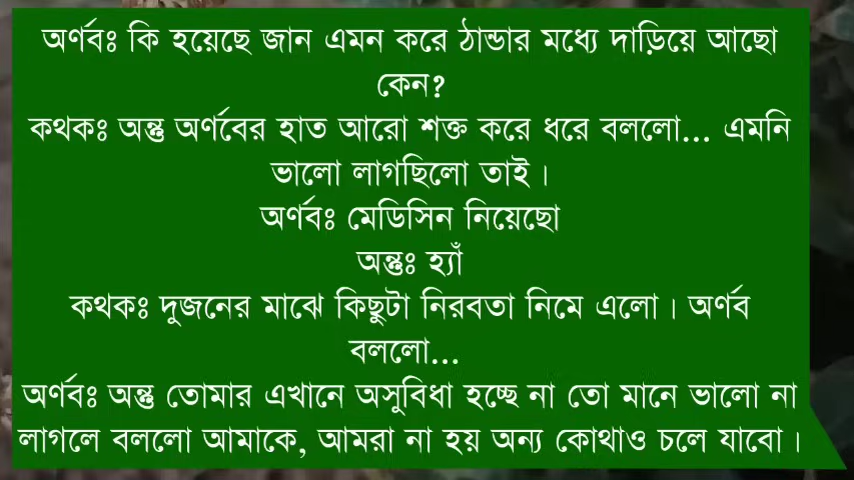 অর্ণবঃ কি হয়েছে জান এমন করে ঠান্ডার মধ্যে দাড়িয়ে আছো
কেন?
কথকঃ অন্তু অর্ণবের হাত আরো শক্ত করে ধরে বললো... এমনি
ভালো লাগছিলো তাই।
অর্ণবঃ মেডিসিন নিয়েছো
অন্তুঃ হ্যাঁ
কথকঃ দুজনের মাঝে কিছুটা নিরবতা নিমে এলো। অর্ণব
বললো...
অর্ণবঃ অন্তু তোমার এখানে অসুবিধা হচ্ছে না তো মানে ভালো না
লাগলে বললো আমাকে, আমরা না হয় অন্য কোথাও চলে যাবো।